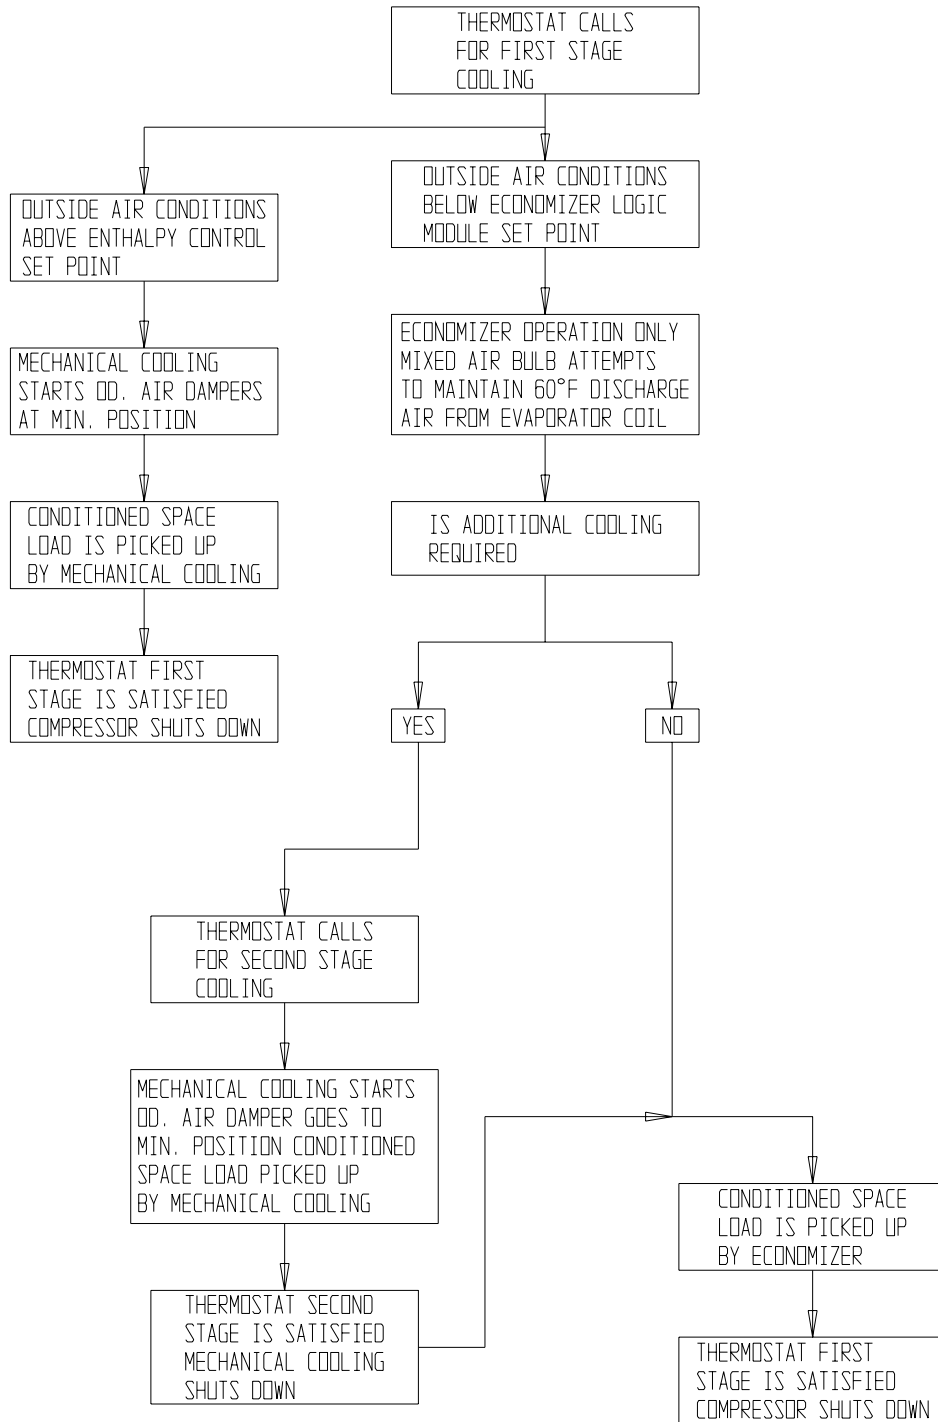 THERMOSTAT CALLS
FOR FIRST STAGE
COOLING
OUTSIDE AIR CONDITIONS
ABOVE ENTHALPY CONTROL
SET POINT
MECHANICAL COOLING
STARTS OD. AIR DAMPERS
AT MIN. POSITION
CONDITIONED SPACE
LOAD IS PICKED UP
BY MECHANICAL COOLING
THERMOSTAT FIRST
STAGE IS SATISFIED
COMPRESSOR SHUTS DOWN
OUTSIDE AIR CONDITIONS
BELOW ECONOMIZER LOGIC
MODULE SET POINT
ECONOMIZER OPERATION ONLY
MIXED AIR BULB ATTEMPTS
TO MAINTAIN 60°F DISCHARGE
AIR FROM EVAPORATOR COIL
IS ADDITIONAL COOLING
REQUIRED
YES
NO
THERMOSTAT CALLS
FOR SECOND STAGE
COOLING
MECHANICAL COOLING STARTS
OD. AIR DAMPER GOES TO
MIN. POSITION CONDITIONED
SPACE LOAD PICKED UP
BY MECHANICAL COOLING
THERMOSTAT SECOND
STAGE IS SATISFIED
MECHANICAL COOLING
SHUTS DOWN
CONDITIONED SPACE
LOAD IS PICKED UP
BY ECONOMIZER
THERMOSTAT FIRST
STAGE IS SATISFIED
COMPRESSOR SHUTS DOWN